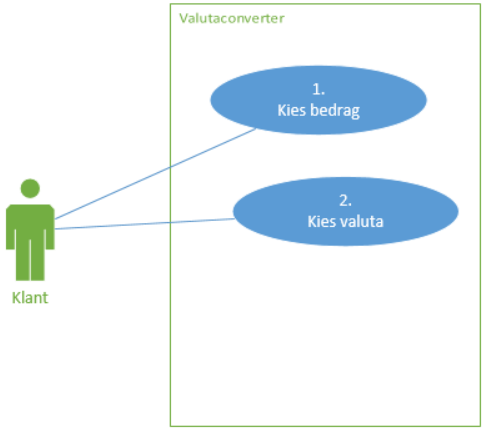 Valutaconverter
1.
Kies bedrag
2.
Kies valuta
Klant